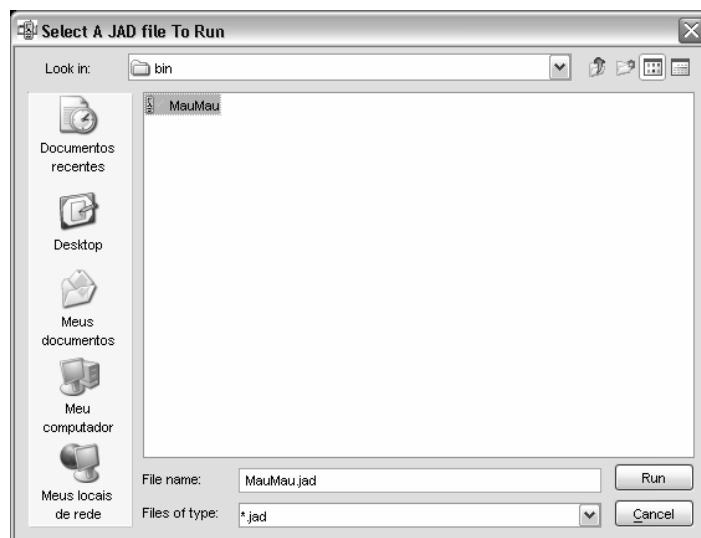 Select A JAD file To Run
Look in:
bin
MauMau
Documentos
recentes
Desktop
Meus
documentos
Meu
computador
Meus locais
de rede
File name:
MauMau.jad
Run
Files of type:
*.jad
Cancel